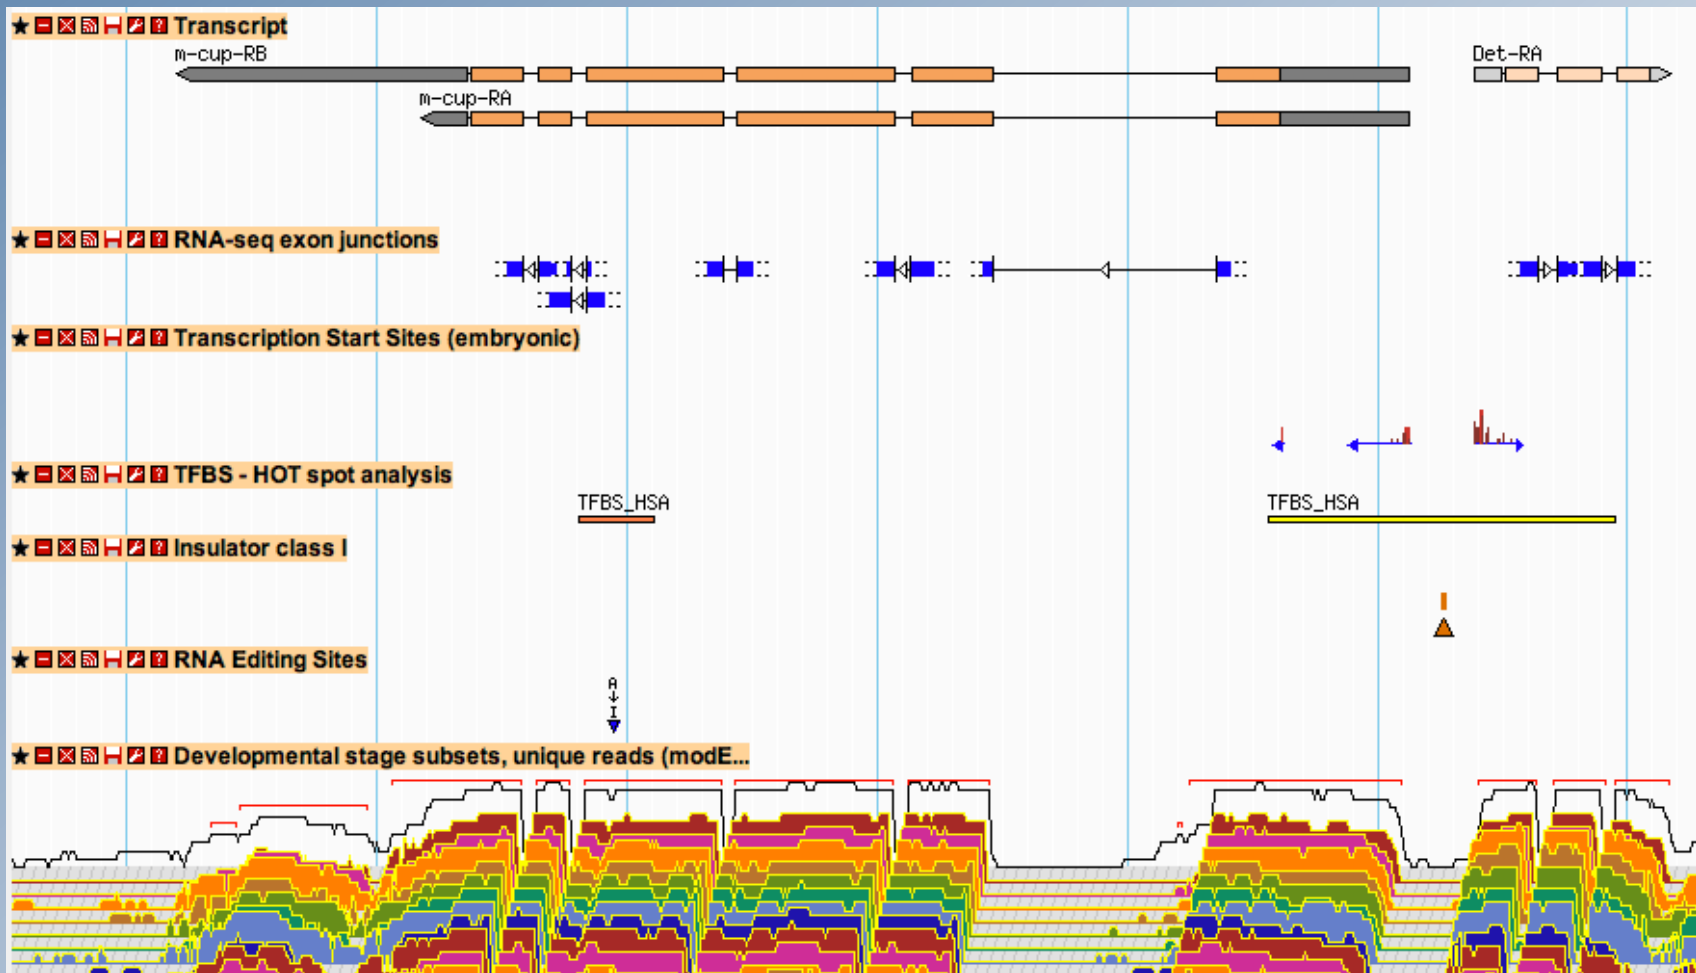 Transcript
m-cup-RB
Det-RA
m-cup-RA
RNA-seq exon junctions
Transcription Start Sites (embryonic)
TFBS - HOT spot analysis
TFBS_HSA
TFBS_HSA
Insulator class I
RNA Editing Sites
A
I
Developmental stage subsets, unique reads (modE...